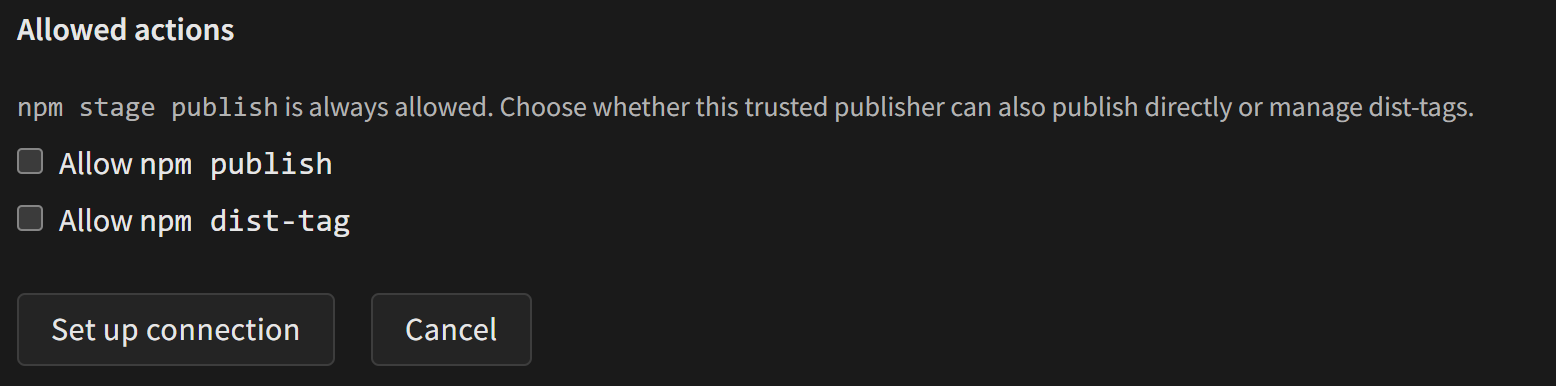 Allowed actions
npm stage publish is always allowed. Choose whether this trusted publisher can also publish directly or manage dist-tags.
Allow npm publish
Allow npm dist-tag
Set up connection
Cancel